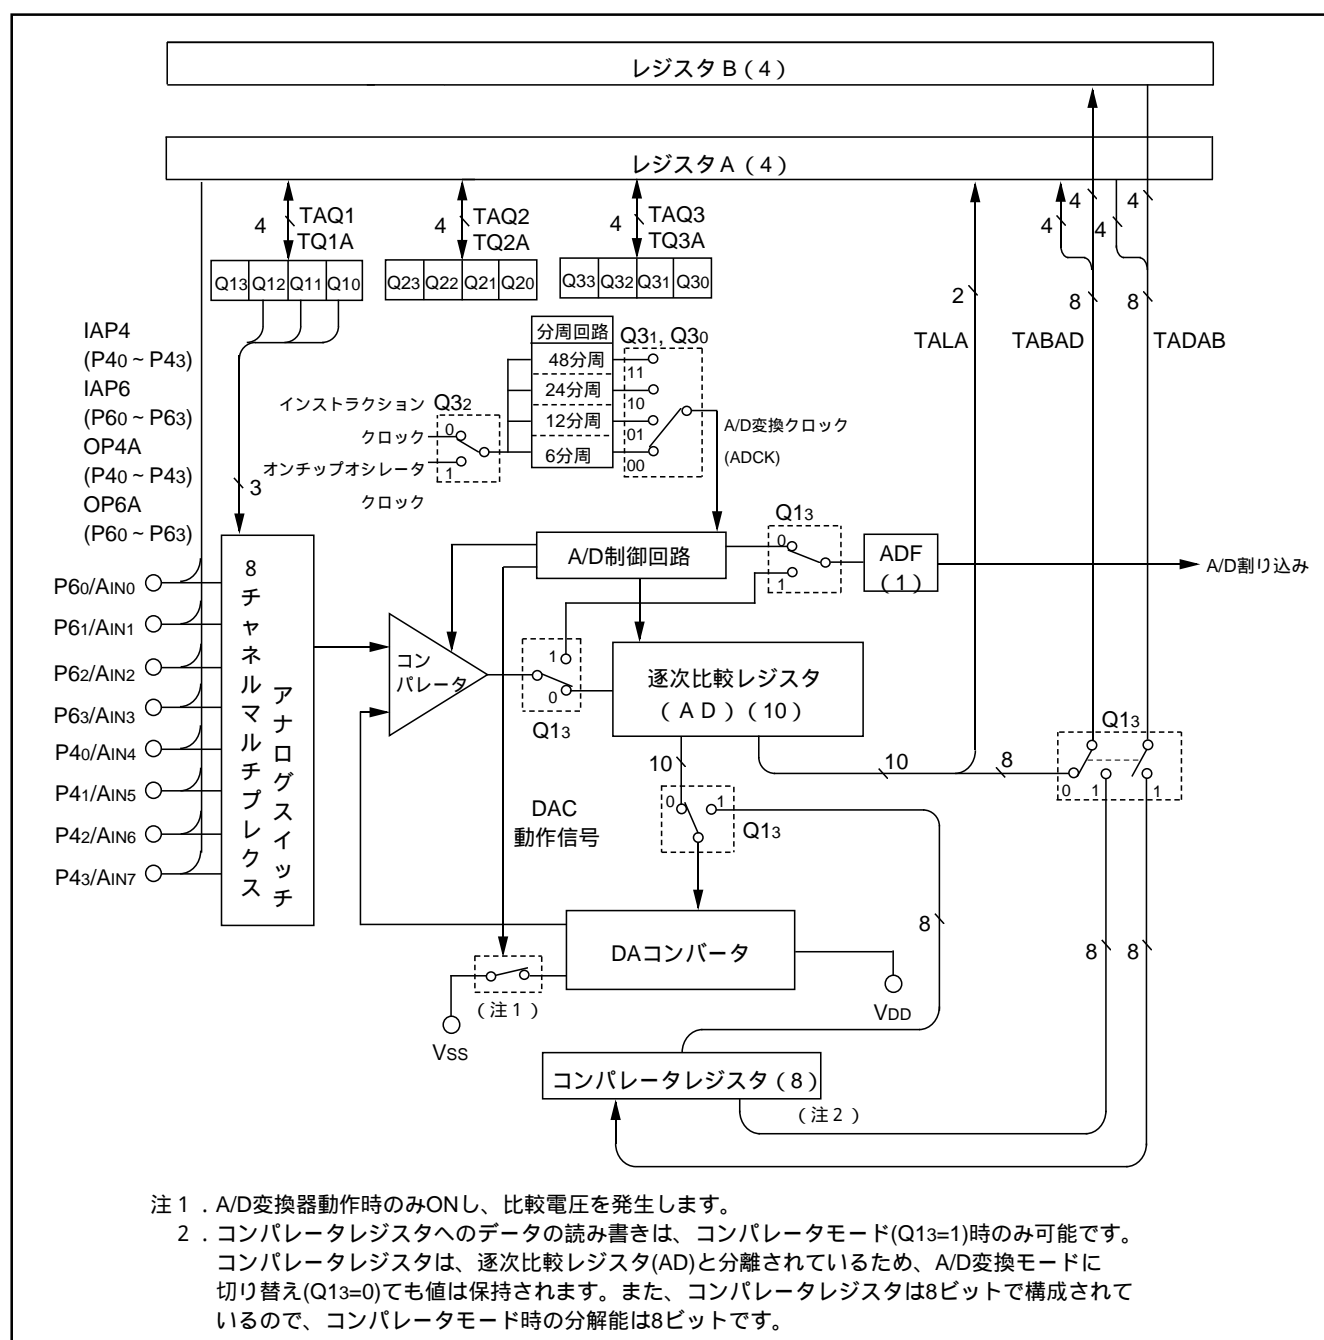 レジスタB(4)
レジスタA(4)
4 TAQ1
TQ1A
4 TAQ2
TQ2A
4 TAQ3
TQ3A
4 4 4 4
Q13 Q12 Q11 Q10
Q23 Q22 Q21 Q20
Q33 Q32 Q31 Q30
2 8 8
TALA TABAD TADAB
IAP4
(P40~P43)
IAP6
(P60~P63)
OP4A
(P40~P43)
OP6A
(P60~P63)
3
分周回路
48分周
24分周
12分周
6分周
Q31, Q30
11
10
01
00
インストラクション
クロック
オンチップオシレータ
クロック
Q32
0
1
A/D変換クロック
(ADCK)
A/D制御回路
Q13
0
1
ADF
(1)
A/D割り込み
P60/AIN0
P61/AIN1
P62/AIN2
P63/AIN3
P40/AIN4
P41/AIN5
P42/AIN6
P43/AIN7
8チャネルマルチプレクス
アナログスイッチ
コン
パレータ
1
0
Q13
逐次比較レジスタ
(AD)(10)
10
10 8
Q13
0 1 1
0 1
Q13
DAC
動作信号
DAコンバータ
8
8 8
(注1)
VSS
VDD
コンパレータレジスタ(8)
(注2)
注1.A/D変換器動作時のみONし、比較電圧を発生します。
2.コンパレータレジスタへのデータの読み書きは、コンパレータモード(Q13=1)時のみ可能です。
コンパレータレジスタは、逐次比較レジスタ(AD)と分離されているため、A/D変換モードに
切り替え(Q13=0)ても値は保持されます。また、コンパレータレジスタは8ビットで構成されて
いるので、コンパレータモード時の分解能は8ビットです。